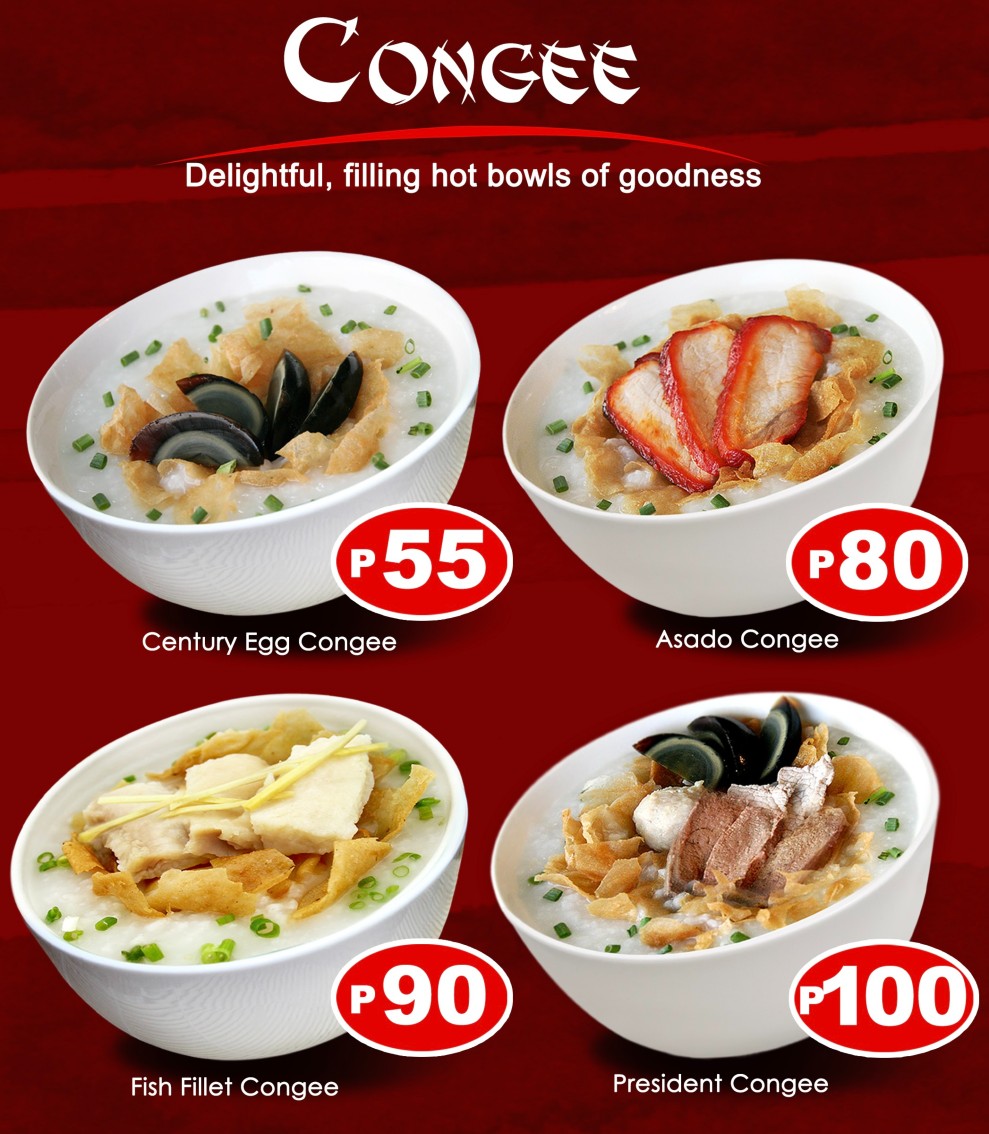 CONGEE
Delightful, filling hot bowls of goodness
P55
P80
Century Egg Congee
Asado Congee
P90
P100
Fish Fillet Congee
President Congee